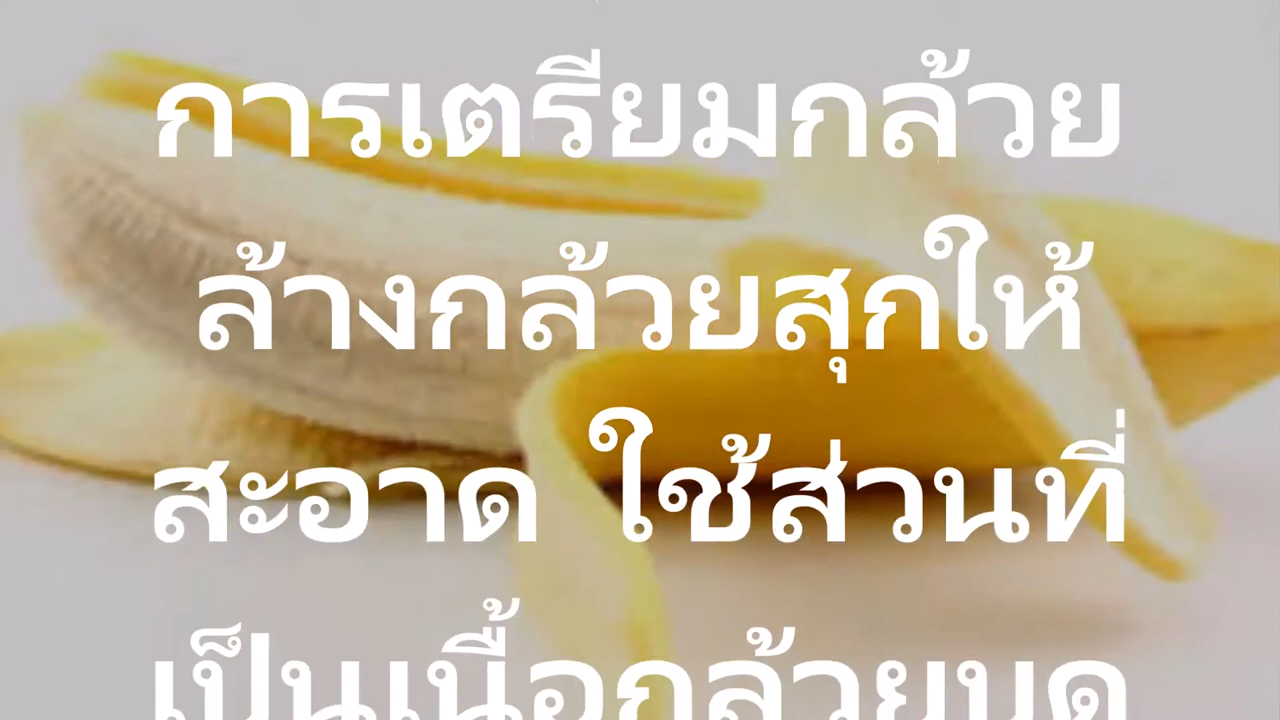 การเตรียมกล้วย
ล้างกล้วยสุกให้
สะอาด ใช้ส่วนที่
เป็นเนื้อกล้วยบด